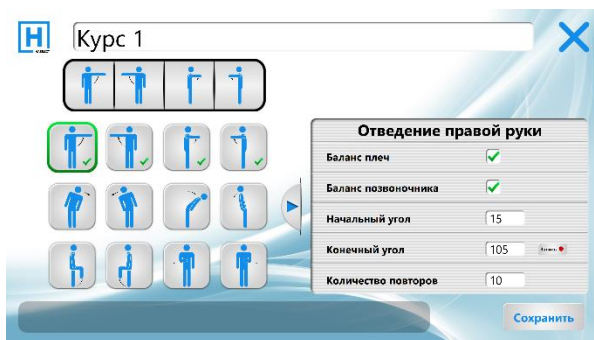 Н
Курс 1
Отведение правой руки
Баланс плеч
Баланс позвоночника
Начальный угол 15
Конечный угол 105
Количество повторов 10
Сохранить